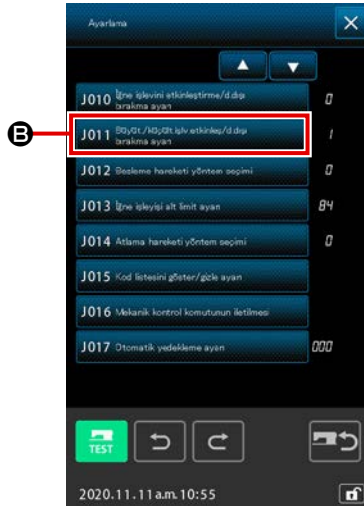 Ayarlama
J010 İğne işlevini etkinleştirme/d.dışı bırakma ayarı 0
B J011 Büyüt./küçült.işlv etkinleş/d.dışı bırakma ayarı 1
J012 Besleme hareketi yöntem seçimi 0
J013 İğne işleyişi alt limit ayarı 84
J014 Atlama hareketi yöntem seçimi 0
J015 Kod listesini göster/gizle ayarı
J016 Mekanik kontrol komutunun iletilmesi
J017 Otomatik yedekleme ayarı 000
TEST
2020.11.11a.m.10:55